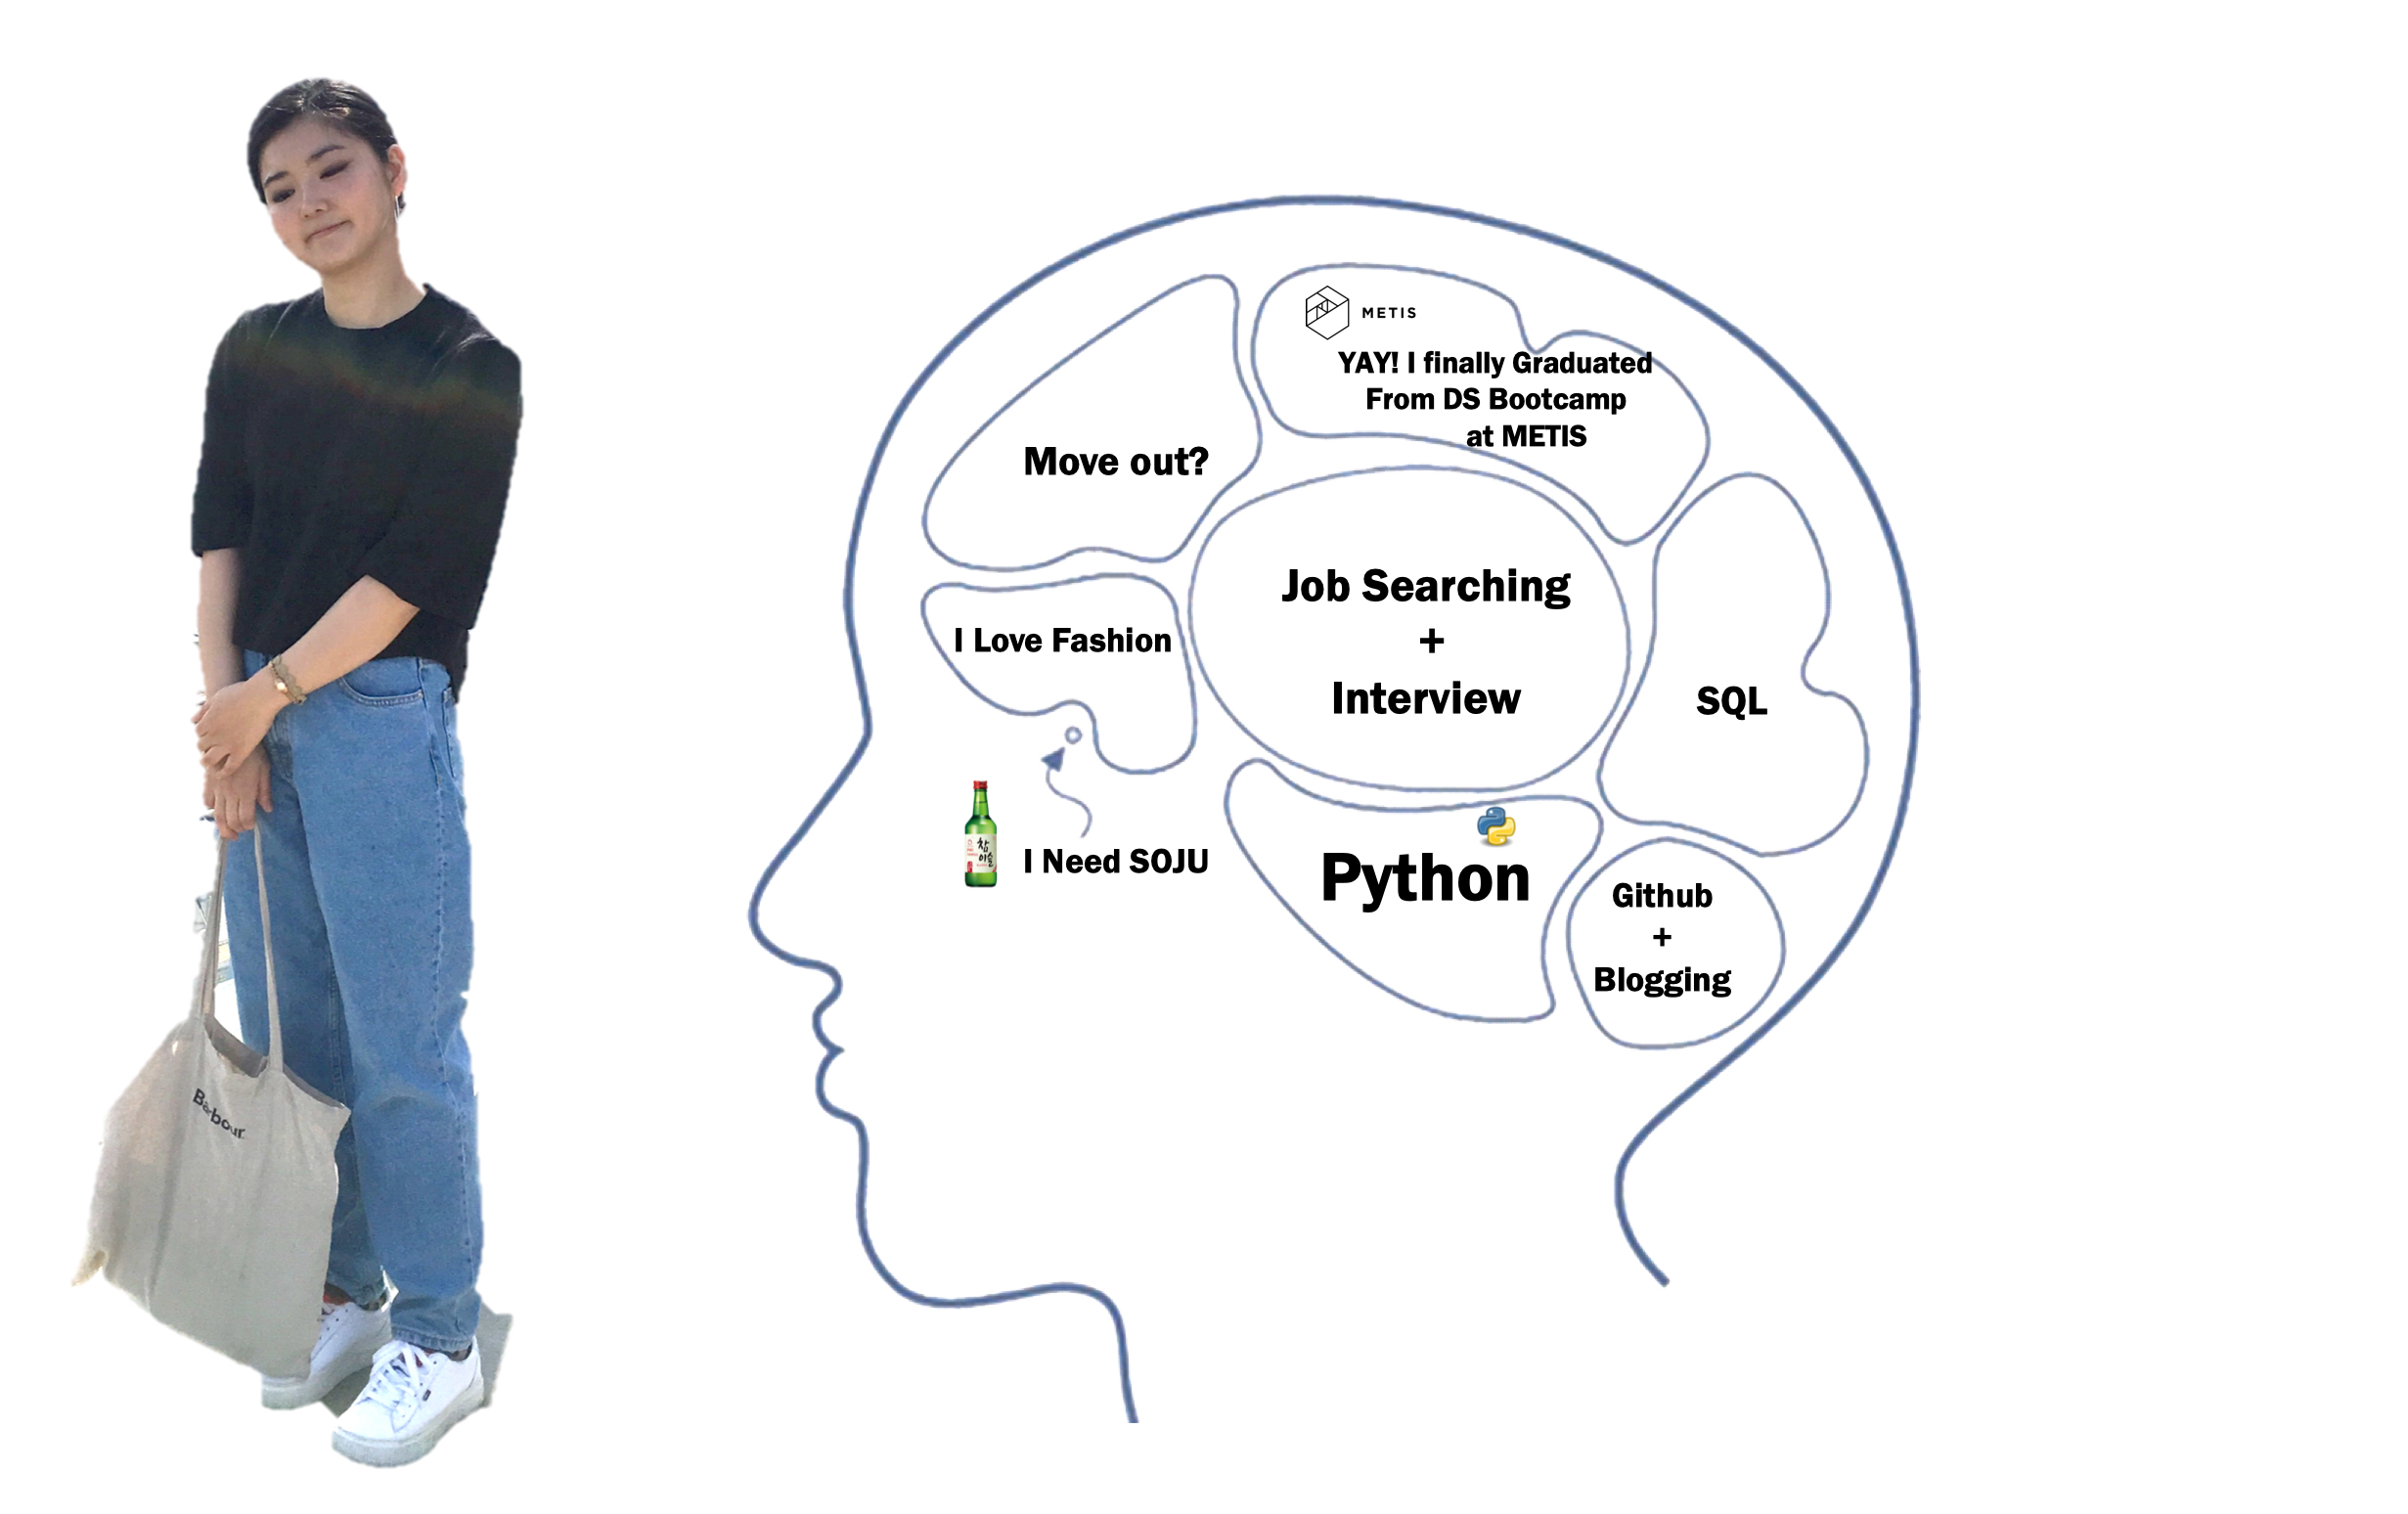 METIS
YAY! I finally Graduated
From DS Bootcamp
at METIS
Move out?
Job Searching
+
Interview
I Love Fashion
SQL
I Need SOJU
참
이슬
Python
Github
+
Blogging
Barbour